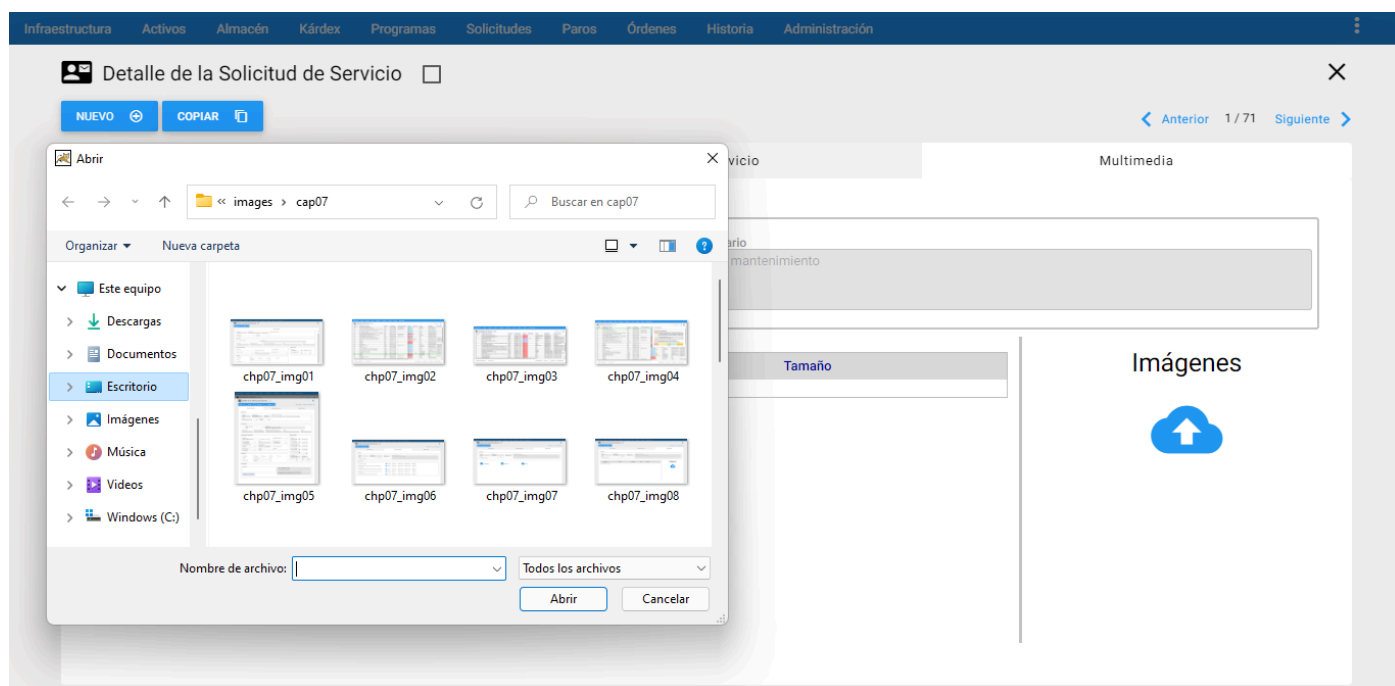 Infraestructura Activos Almacén Kárdex Programas Solicitudes Paros Órdenes Historia Administración
Detalle de la Solicitud de Servicio
NUEVO COPIAR
Anterior 1 / 71 Siguiente
Abrir
vicio Multimedia
« images › cap07 Buscar en cap07
Organizar Nueva carpeta
ario
mantenimiento
Este equipo
Descargas
Documentos
Escritorio
Imágenes
Música
Videos
Windows (C:)
chp07_img01 chp07_img02 chp07_img03 chp07_img04
chp07_img05 chp07_img06 chp07_img07 chp07_img08
Tamaño
Imágenes
Nombre de archivo: Todos los archivos
Abrir Cancelar